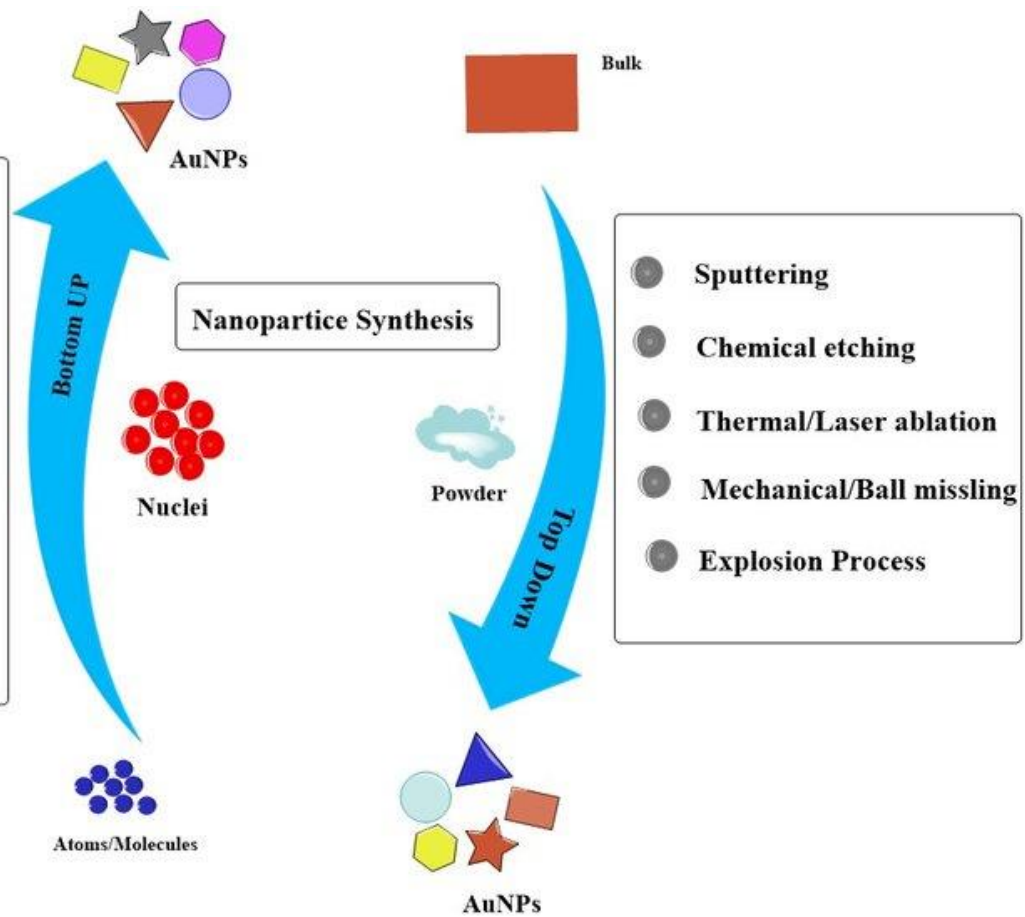 AuNPs
Bulk
Bottom UP
Nanopartice Synthesis
Nuclei
Powder
Top Down
Atoms/Molecules
AuNPs
Sputtering
Chemical etching
Thermal/Laser ablation
Mechanical/Ball missling
Explosion Process